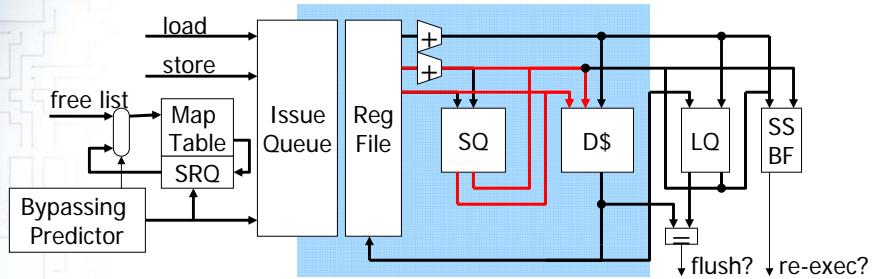 load
store
free list
Map
Table
SRQ
Bypassing
Predictor
Issue
Queue
Reg
File
+
+
SQ
D$
LQ
SS
BF
=
flush?
re-exec?